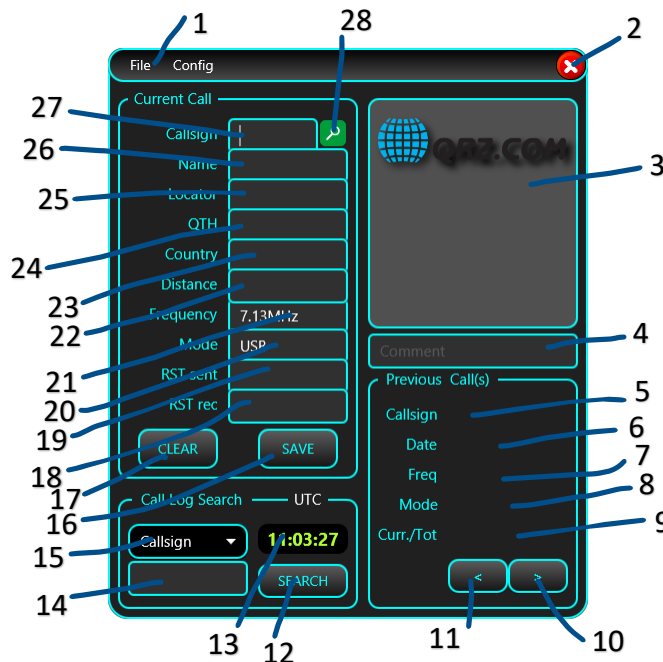 1
28
2
File Config
27
Current Call
Callsign
QRZ.COM
26
Name
3
25
Locator
24
QTH
23
Country
22
Distance
21
Frequency 7.13MHz
4
Comment
20
Mode USB
19
RST sent
Previous Call(s)
5
Callsign
18
RST rec
6
Date
17
CLEAR SAVE
7
Freq
16
8
Mode
Call Log Search UTC
9
Curr./Tot
15
Callsign 11:03:27
14
SEARCH
< >
13
12
11
10